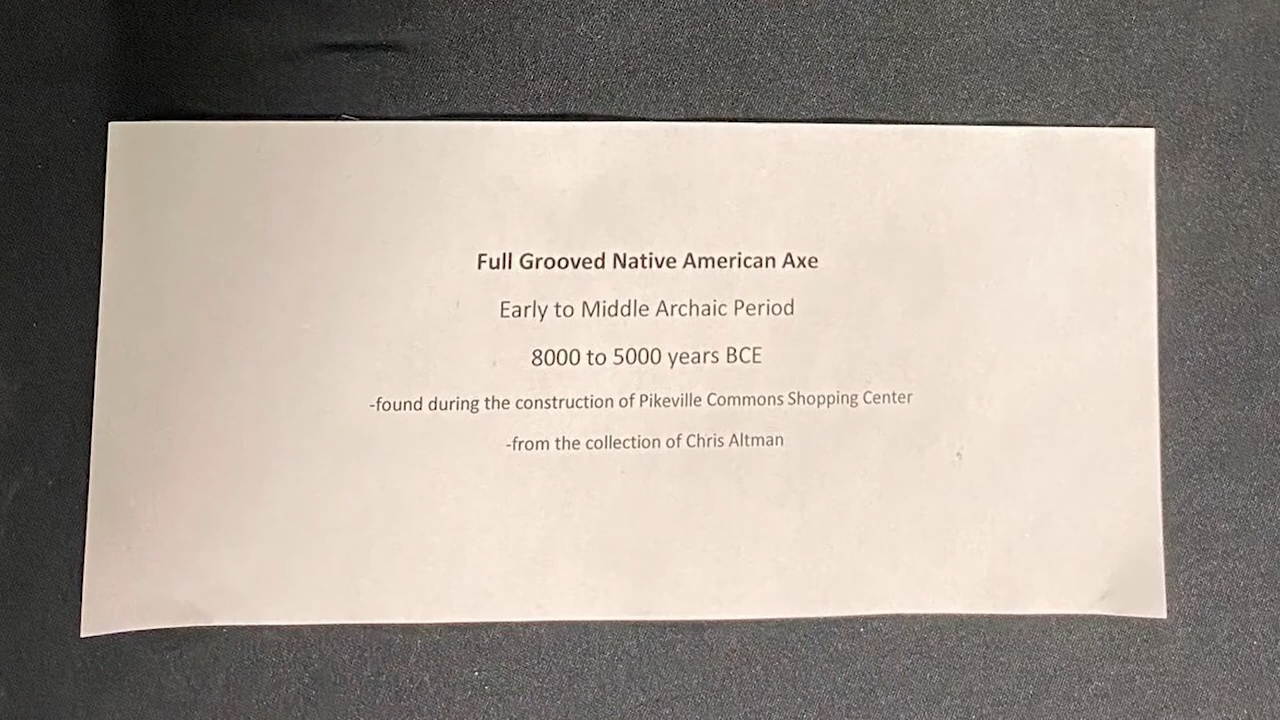 Full Grooved Native American Axe
Early to Middle Archaic Period
8000 to 5000 years BCE
-found during the construction of Pikeville Commons Shopping Center
-from the collection of Chris Altman